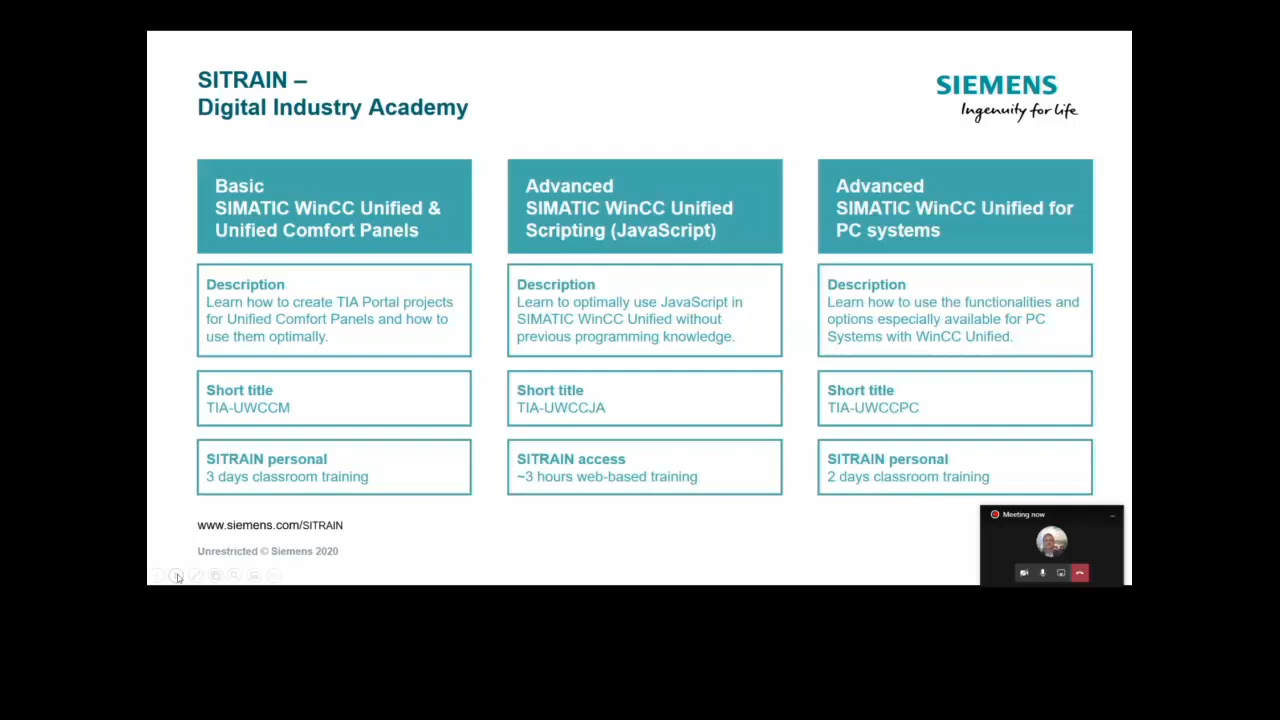 SITRAIN –
Digital Industry Academy
SIEMENS
Ingenuity for life
Basic
SIMATIC WinCC Unified &
Unified Comfort Panels
Advanced
SIMATIC WinCC Unified
Scripting (JavaScript)
Advanced
SIMATIC WinCC Unified for
PC systems
Description
Learn how to create TIA Portal projects
for Unified Comfort Panels and how to
use them optimally.
Description
Learn to optimally use JavaScript in
SIMATIC WinCC Unified without
previous programming knowledge.
Description
Learn how to use the functionalities and
options especially available for PC
Systems with WinCC Unified.
Short title
TIA-UWCCM
Short title
TIA-UWCCJA
Short title
TIA-UWCCPC
SITRAIN personal
3 days classroom training
SITRAIN access
~3 hours web-based training
SITRAIN personal
2 days classroom training
www.siemens.com/SITRAIN
Unrestricted © Siemens 2020
Meeting now